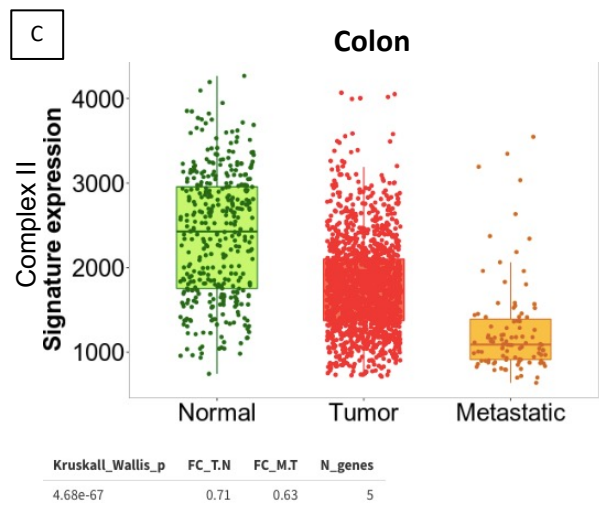 C
Colon
Complex II
Signature expression
4000
3000
2000
1000
Normal Tumor Metastatic
Kruskall_Wallis_p FC_T.N FC_M.T N_genes
4.68e-67 0.71 0.63 5